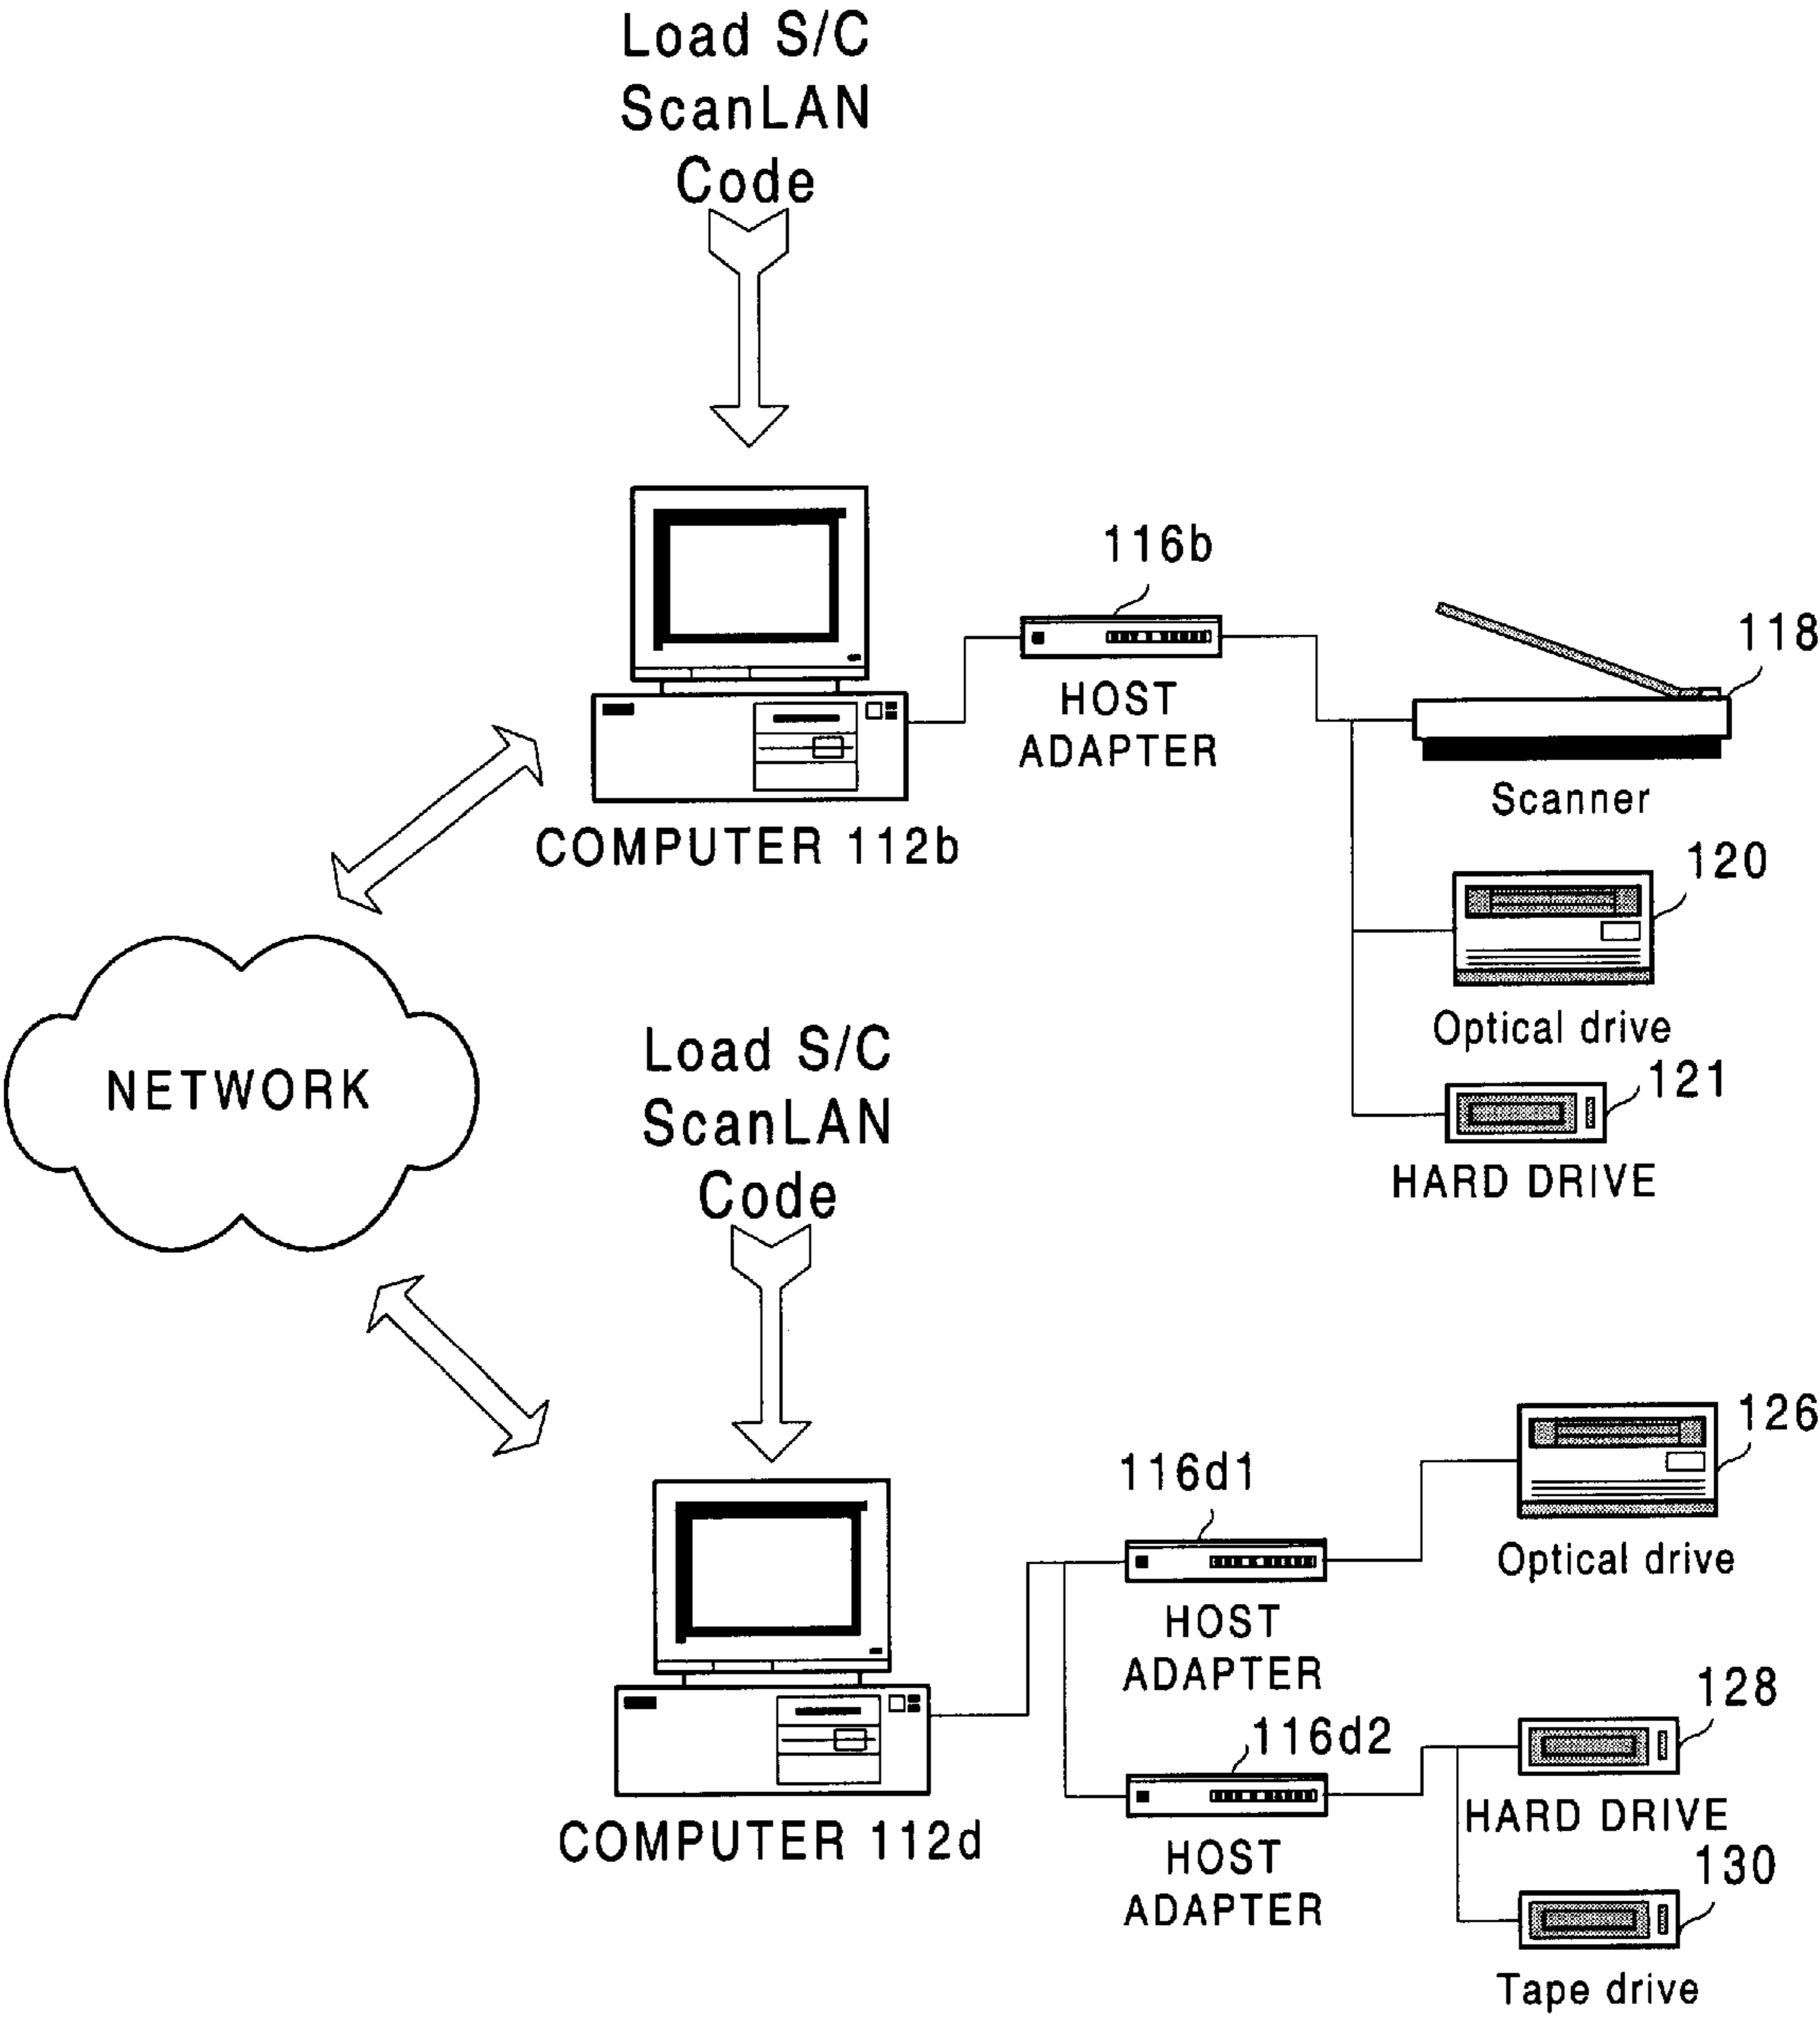 Load S/C
ScanLAN
Code
116b
118
HOST
ADAPTER
Scanner
COMPUTER 112b
120
Optical drive
121
HARD DRIVE
NETWORK
Load S/C
ScanLAN
Code
126
116d1
Optical drive
HOST
ADAPTER
128
116d2
HARD DRIVE
COMPUTER 112d
HOST
ADAPTER
130
Tape drive